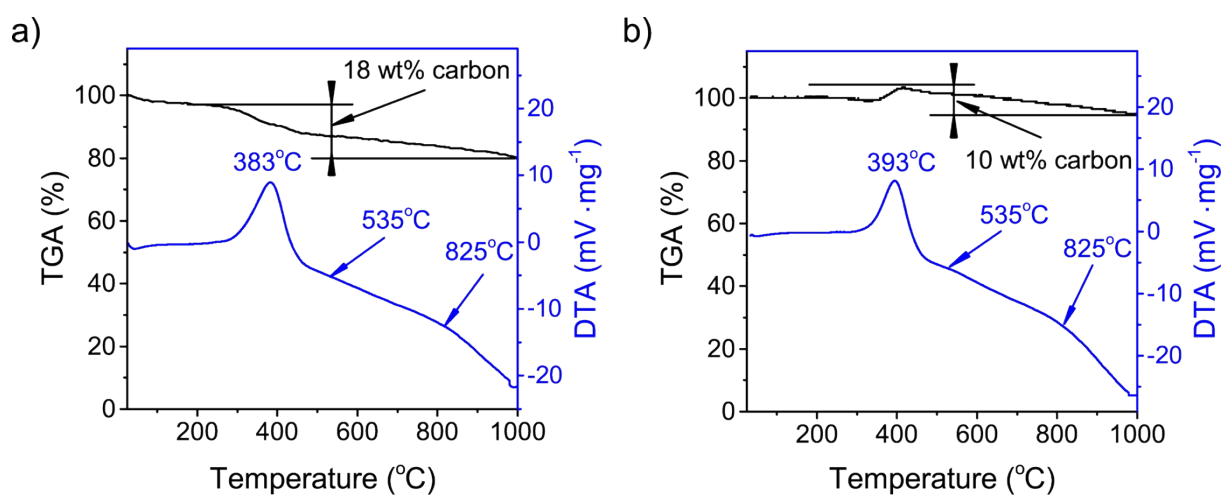 a)
18 wt% carbon
383°C
535°C
825°C
TGA (%)
100
80
60
40
20
0
DTA (mV·mg⁻¹)
20
10
0
-10
-20
200
400
600
800
1000
Temperature (°C)
b)
10 wt% carbon
393°C
535°C
825°C
TGA (%)
100
80
60
40
20
0
DTA (mV·mg⁻¹)
20
10
0
-10
-20
200
400
600
800
1000
Temperature (°C)